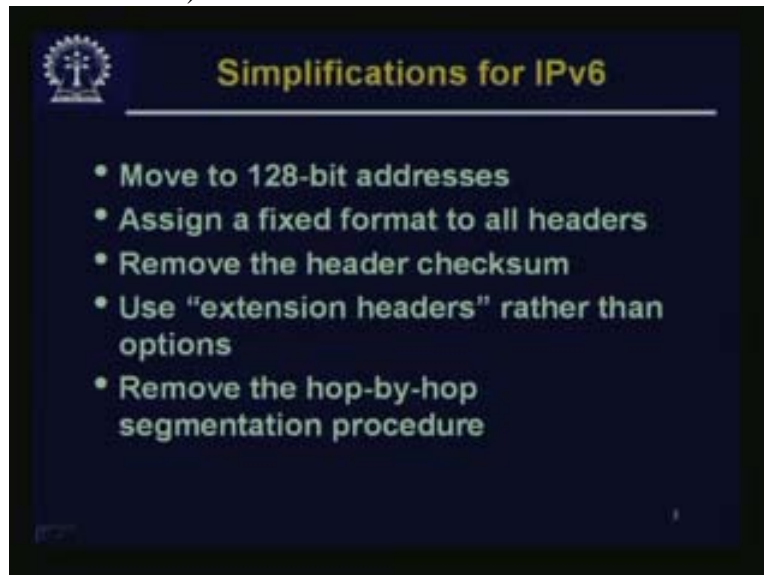 )
Simplifications for IPv6
• Move to 128-bit addresses
• Assign a fixed format to all headers
• Remove the header checksum
• Use “extension headers” rather than
options
• Remove the hop-by-hop
segmentation procedure